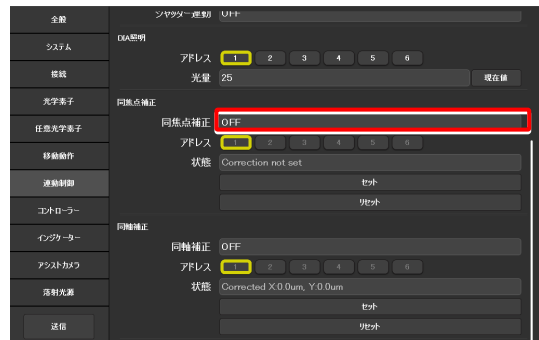 全般
システム
接続
光学素子
任意光学素子
移動動作
連動制御
コントローラー
インジケーター
アシストカメラ
落射光源
送信
シャッター連動 OFF
DIA照明
アドレス 1 2 3 4 5 6
光量 25 現在値
同焦点補正
同焦点補正 OFF
アドレス 1 2 3 4 5 6
状態 Correction not set
セット
リセット
同軸補正
同軸補正 OFF
アドレス 1 2 3 4 5 6
状態 Corrected X:0.0um, Y:0.0um
セット
リセット